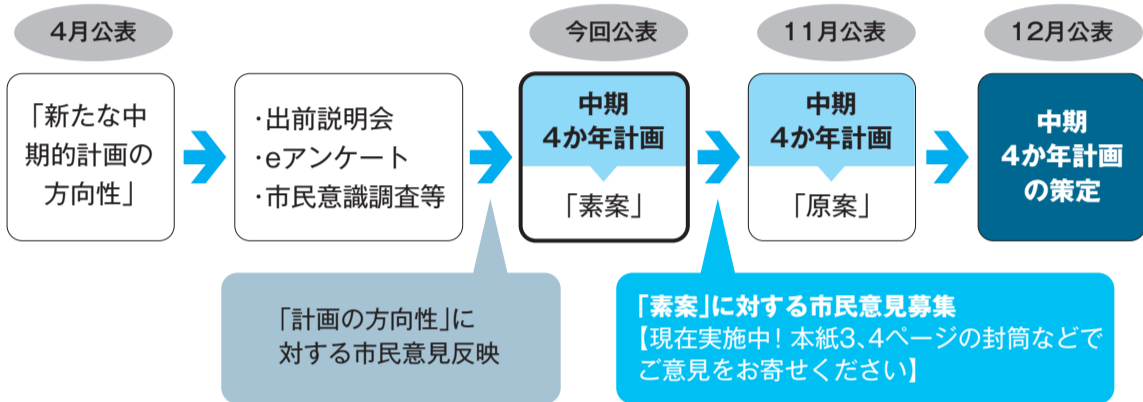 4月公表
今回公表
11月公表
12月公表
「新たな中
期的計画の
方向性」
・出前説明会
・eアンケート
・市民意識調査等
中期
4か年計画
「素案」
中期
4か年計画
「原案」
中期
4か年計画
の策定
「計画の方向性」に
対する市民意見反映
「素案」に対する市民意見募集
【現在実施中！本紙3、4ページの封筒などで
ご意見をお寄せください】